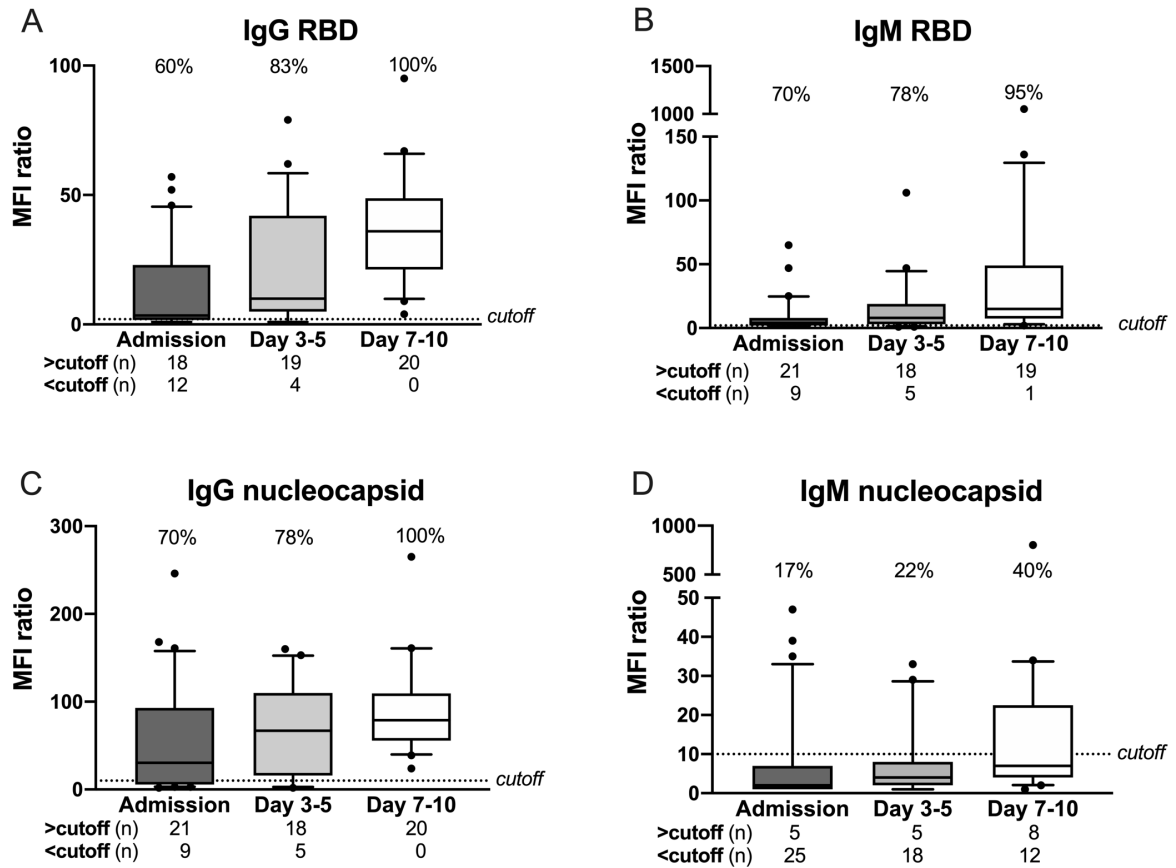 A
IgG RBD
100
60%
83%
100%
MFI ratio
50
0
cutoff
Admission
Day 3-5
Day 7-10
>cutoff (n) 18 19 20
<cutoff (n) 12 4 0
B
IgM RBD
1500
70%
78%
95%
1000
150
MFI ratio
100
50
0
cutoff
Admission
Day 3-5
Day 7-10
>cutoff (n) 21 18 19
<cutoff (n) 9 5 1
C
IgG nucleocapsid
300
70%
78%
100%
200
MFI ratio
100
0
cutoff
Admission
Day 3-5
Day 7-10
>cutoff (n) 21 18 20
<cutoff (n) 9 5 0
D
IgM nucleocapsid
1000
17%
22%
40%
500
50
40
MFI ratio
30
20
10
0
cutoff
Admission
Day 3-5
Day 7-10
>cutoff (n) 5 5 8
<cutoff (n) 25 18 12